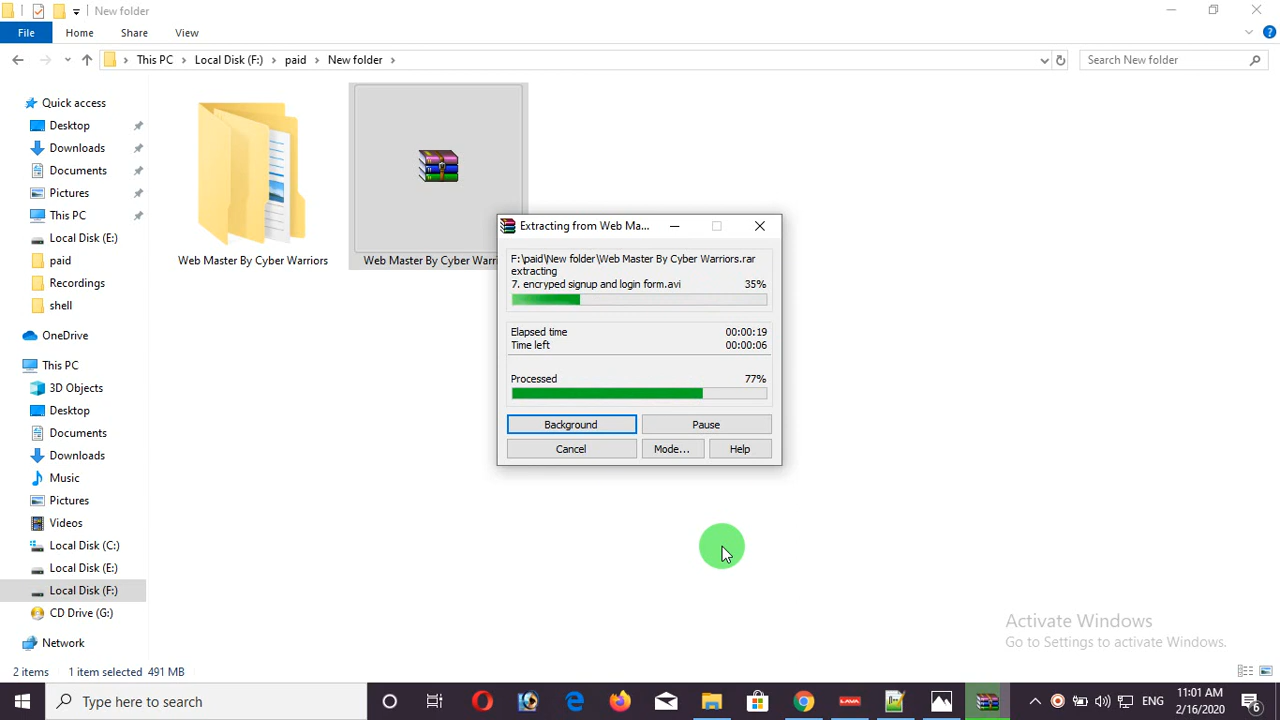 New folder
File Home Share View
This PC Local Disk (F:) paid New folder
Search New folder
Quick access
Desktop
Downloads
Documents
Pictures
This PC
Local Disk (E:)
paid
Recordings
shell
OneDrive
This PC
3D Objects
Desktop
Documents
Downloads
Music
Pictures
Videos
Local Disk (C:)
Local Disk (E:)
Local Disk (F:)
CD Drive (G:)
Network
Web Master By Cyber Warriors
Web Master By Cyber Warri
Extracting from Web Ma...
F:\paid\New folder\Web Master By Cyber Warriors.rar
extracting
7. encryped signup and login form.avi 35%
Elapsed time 00:00:19
Time left 00:00:06
Processed 77%
Background Pause
Cancel Mode... Help
Activate Windows
Go to Settings to activate Windows.
2 items 1 item selected 491 MB
Type here to search
LAVA
ENG
11:01 AM
2/16/2020
6